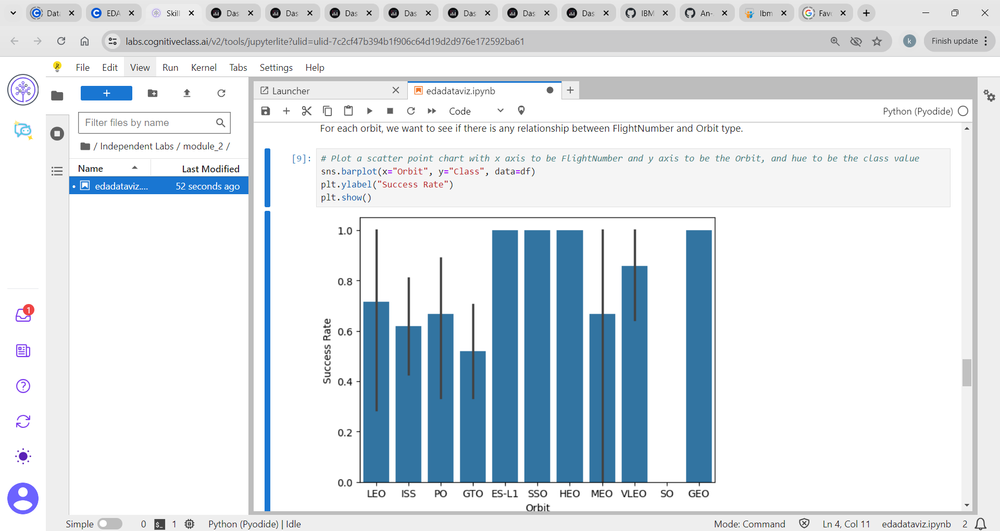 Data
EDA
Skill
Das
Das
Das
Das
Das
Das
Das
IBM
An-
Ibm
Favo
labs.cognitiveclass.ai/v2/tools/jupyterlite?ulid=ulid-7c2cf47b394b1f906c64d19d2d976e172592ba61
k
Finish update
File Edit View Run Kernel Tabs Settings Help
Launcher
edadataviz.ipynb
Filter files by name
Code
Python (Pyodide)
/ Independent Labs / module_2 /
Name
Last Modified
edadataviz....
52 seconds ago
1
For each orbit, we want to see if there is any relationship between FlightNumber and Orbit type.
[9]:
# Plot a scatter point chart with x axis to be FlightNumber and y axis to be the Orbit, and hue to be the class value
sns.barplot(x="Orbit", y="Class", data=df)
plt.ylabel("Success Rate")
plt.show()
1.0
0.8
0.6
0.4
0.2
0.0
Success Rate
LEO ISS PO GTO ES-L1 SSO HEO MEO VLEO SO GEO
Orbit
Simple
0
$_
1
Python (Pyodide) | Idle
Mode: Command
Ln 4, Col 11
edadataviz.ipynb
2